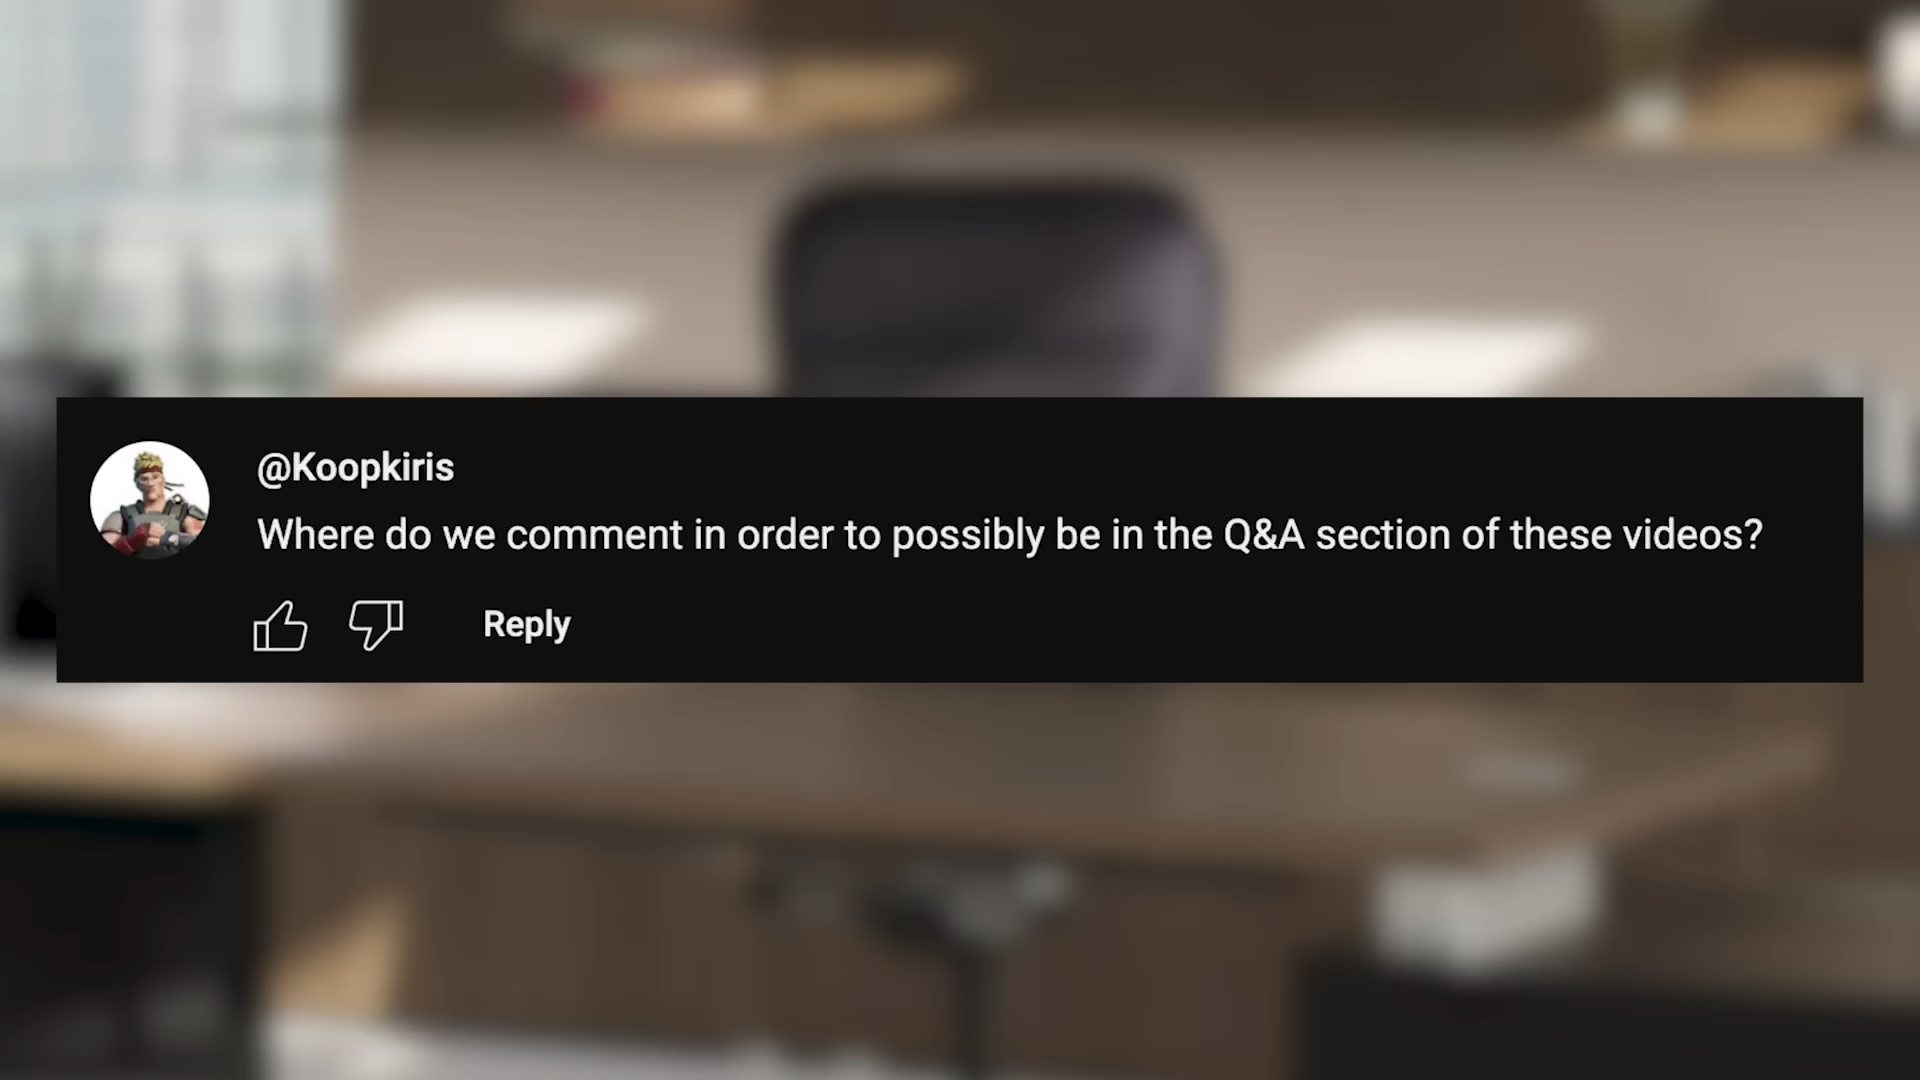 @Koopkiris
Where do we comment in order to possibly be in the Q&A section of these videos?
Reply